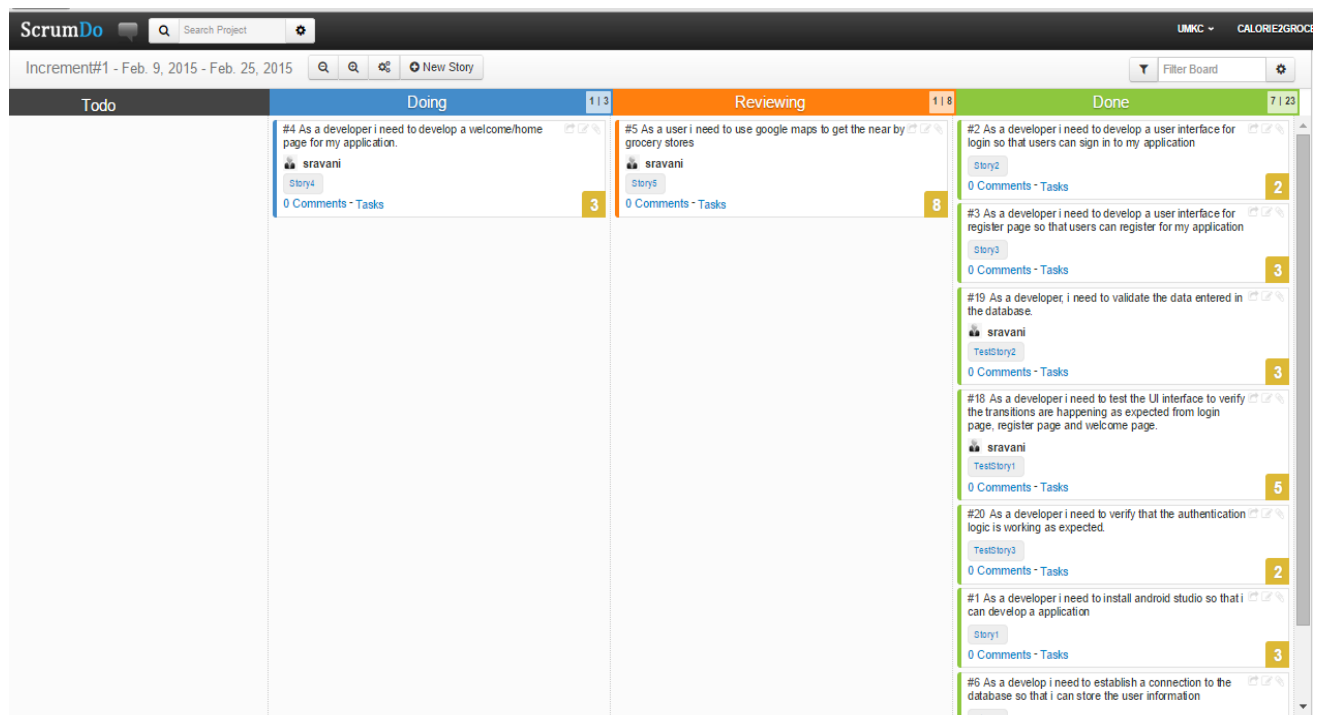 ScrumDo
Search Project
UMKC
CALORIE2GROCE
Increment#1 - Feb. 9, 2015 - Feb. 25, 2015
New Story
Filter Board
Todo
Doing
1 | 3
Reviewing
1 | 8
Done
7 | 23
#4 As a developer i need to develop a welcome/home
page for my application.
sravani
Story4
0 Comments - Tasks
3
#5 As a user i need to use google maps to get the near by
grocery stores
sravani
Story5
0 Comments - Tasks
8
#2 As a developer i need to develop a user interface for
login so that users can sign in to my application
Story2
0 Comments - Tasks
2
#3 As a developer i need to develop a user interface for
register page so that users can register for my application
Story3
0 Comments - Tasks
3
#19 As a developer, i need to validate the data entered in
the database.
sravani
TestStory2
0 Comments - Tasks
3
#18 As a developer i need to test the UI interface to verify
the transitions are happening as expected from login
page, register page and welcome page.
sravani
TestStory1
0 Comments - Tasks
5
#20 As a developer i need to verify that the authentication
logic is working as expected.
TestStory3
0 Comments - Tasks
2
#1 As a developer i need to install android studio so that i
can develop a application
Story1
0 Comments - Tasks
3
#6 As a develop i need to establish a connection to the
database so that i can store the user information